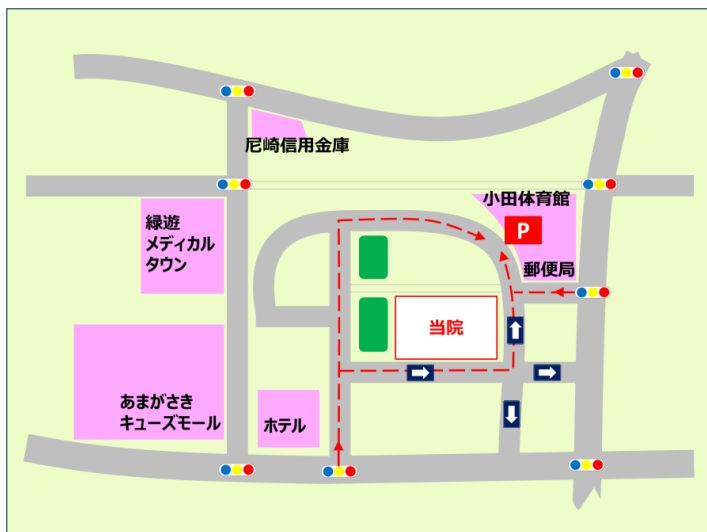 尼崎信用金庫
小田体育館
P
緑遊
メディカル
タウン
郵便局
当院
あまがさき
キューズモール
ホテル